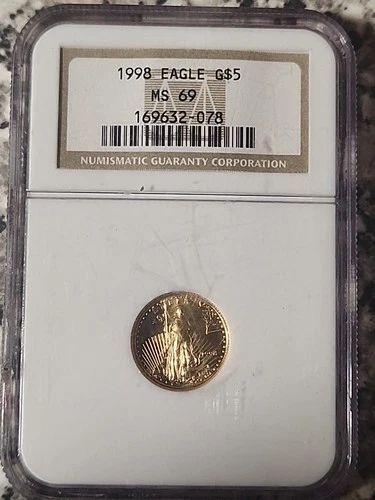 1998 EAGLE G$5
MS 69
169632-078
NUMISMATIC GUARANTY CORPORATION